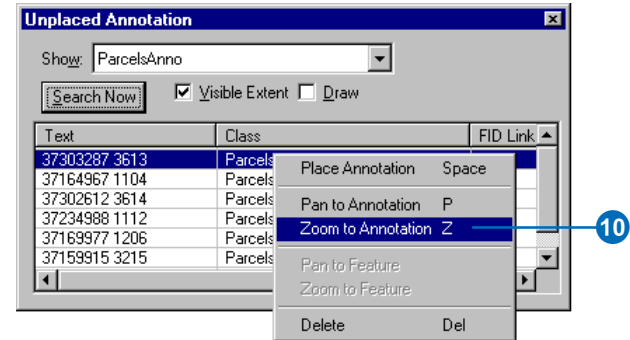 Unplaced Annotation
Show: ParcelsAnno
Search Now Visible Extent Draw
Text Class FID Link
37303287 3613 Parcels
37164967 1104 Parcels
37302612 3614 Parcels
37234988 1112 Parcels
37169977 1206 Parcels
37159915 3215 Parcels
Place Annotation Space
Pan to Annotation P
Zoom to Annotation Z
10
Pan to Feature
Zoom to Feature
Delete Del